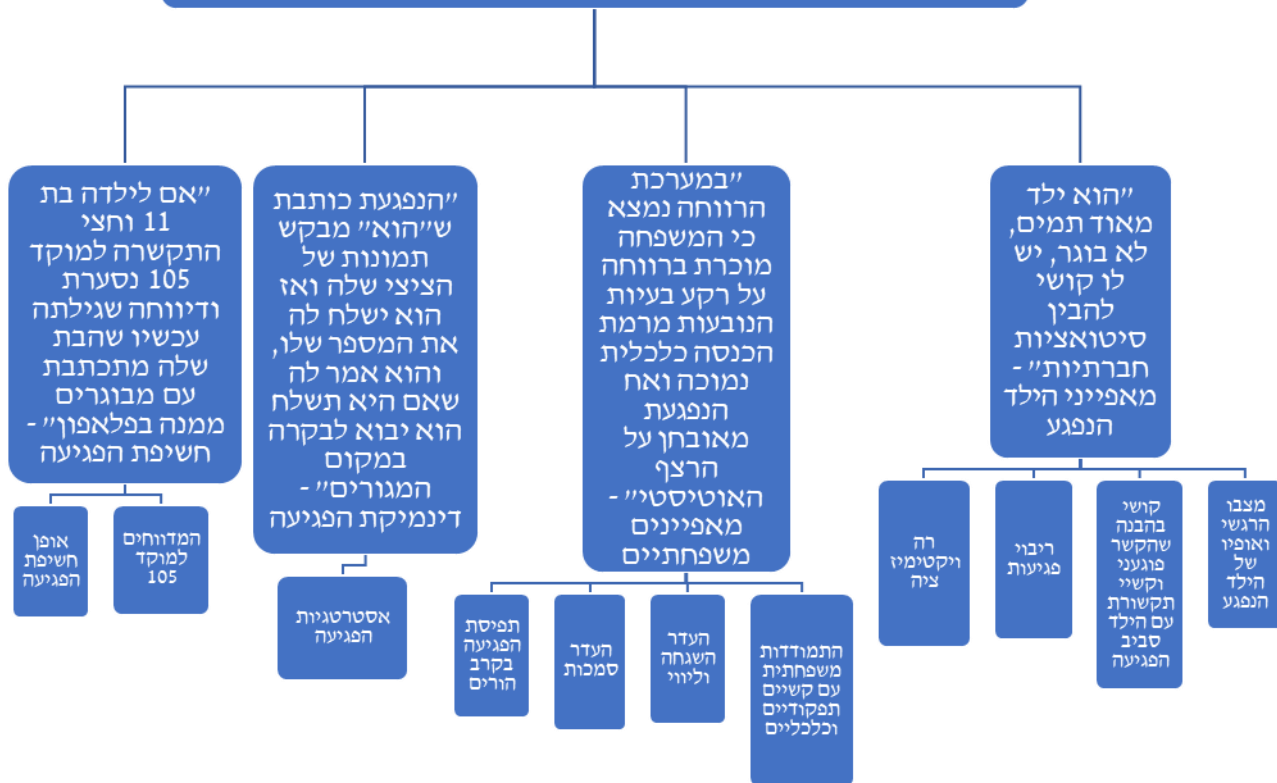 "הוא ילד
מאוד תמים,
לא בוגר, יש
לו קושי
להבין
סיטואציות
חברתיות" -
מאפייני הילד
הנפגע
מצבו
הרגשי
ואופיו
של
הילד
הנפגע
קושי
בהבנה
שהקשר
פוגעני
וקשיי
תקשורת
עם הילד
סביב
הפגיעה
ריבוי
פגיעות
רה
ויקטימיז
ציה
"במערכת
הרווחה נמצא
כי המשפחה
מוכרת ברווחה
על רקע בעיות
הנובעות מרמת
הכנסה כלכלית
נמוכה ואח
הנפגעת
מאובחן על
הרצף
האוטיסטי" -
מאפיינים
משפחתיים
התמודדות
משפחתית
עם קשיים
תפקודיים
וכלכליים
העדר
השגחה
וליווי
העדר
סמכות
תפיסת
הפגיעה
בקרב
הורים
"הנפגעת כותבת
ש"הוא" מבקש
תמונות של
הציצי שלה ואז
הוא ישלח לה
את המספר שלו,
והוא אמר לה
שאם היא תשלח
הוא יבוא לבקרה
במקום
המגורים" -
דינמיקת הפגיעה
אסטרטגיות
הפגיעה
"אם לילדה בת
11 וחצי
התקשרה למוקד
105 נסערת
ודיווחה שגילתה
עכשיו שהבת
שלה מתכתבת
עם מבוגרים
ממנה בפלאפון" -
חשיפת הפגיעה
המדווחים
למוקד
105
אופן
חשיפת
הפגיעה